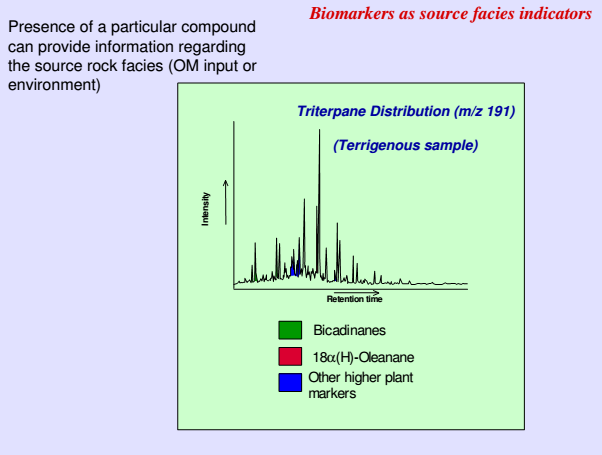 Biomarkers as source facies indicators
Presence of a particular compound
can provide information regarding
the source rock facies (OM input or
environment)
Triterpane Distribution (m/z 191)
(Terrigenous sample)
Intensity
Retention time
Bicadinanes
18α(H)-Oleanane
Other higher plant
markers